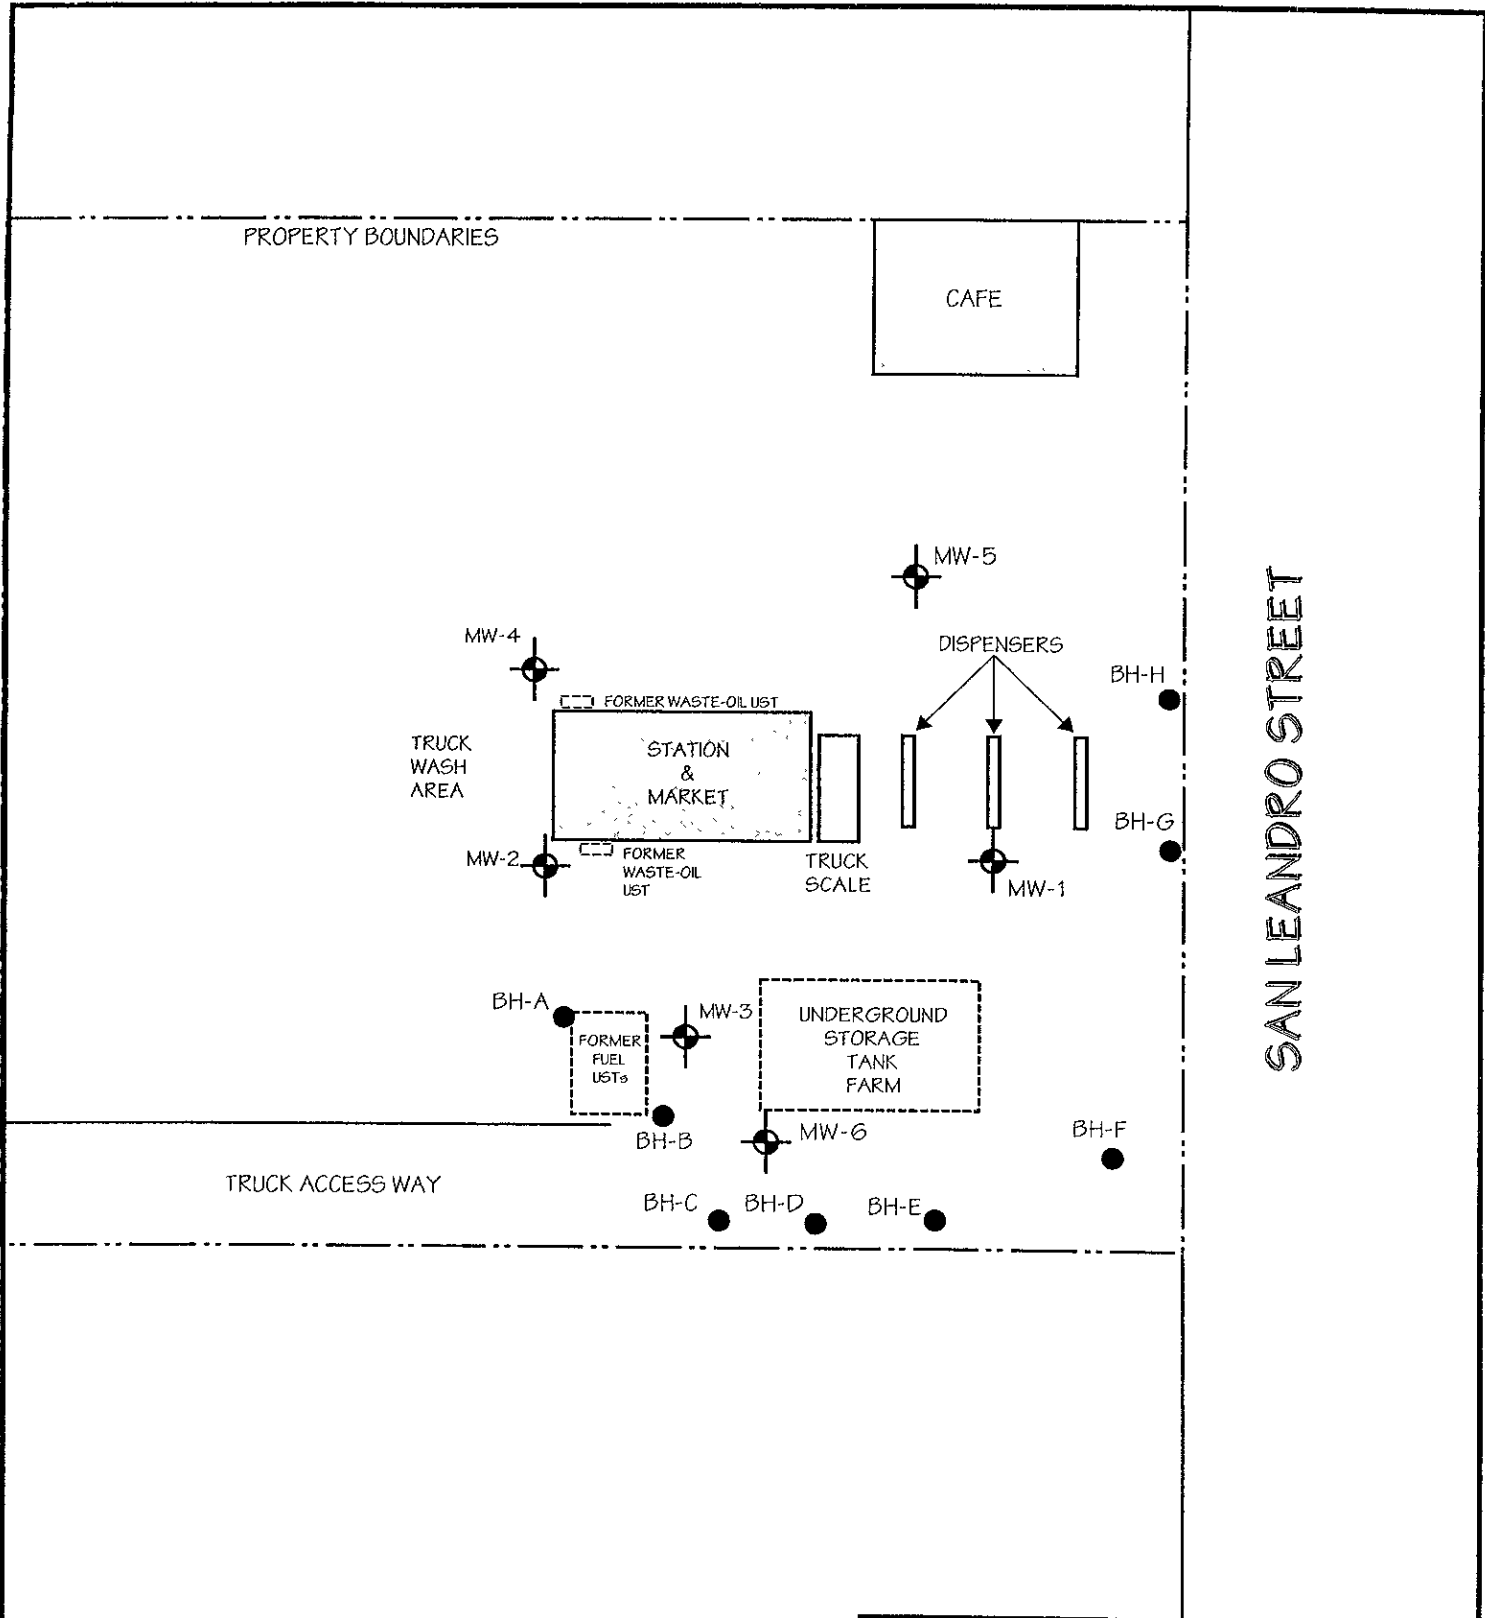 PROPERTY BOUNDARIES
CAFE
MW-5
MW-4
DISPENSERS
BH-H
FORMER WASTE-OIL UST
TRUCK
WASH
AREA
STATION
&
MARKET
BH-G
MW-2
FORMER
WASTE-OIL
UST
TRUCK
SCALE
MW-1
SAN LEANDRO STREET
BH-A
MW-3
FORMER
FUEL
USTs
UNDERGROUND
STORAGE
TANK
FARM
BH-B
MW-6
BH-F
TRUCK ACCESS WAY
BH-C
BH-D
BH-E